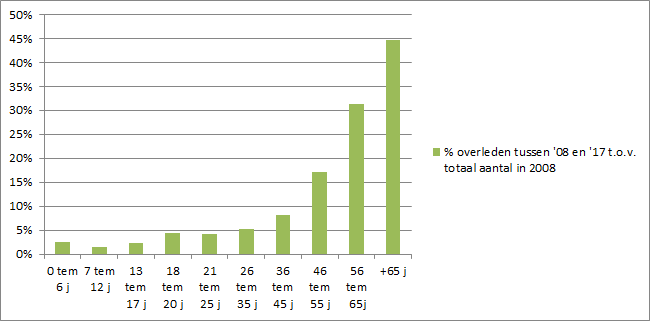 50%
45%
40%
35%
30%
25%
20%
15%
10%
5%
0%
0 tem
6 j
7 tem
12 j
13
tem
17 j
18
tem
20 j
21
tem
25 j
26
tem
35 j
36
tem
45 j
46
tem
55 j
56
tem
65j
+65 j
% overleden tussen '08 en '17 t.o.v.
totaal aantal in 2008